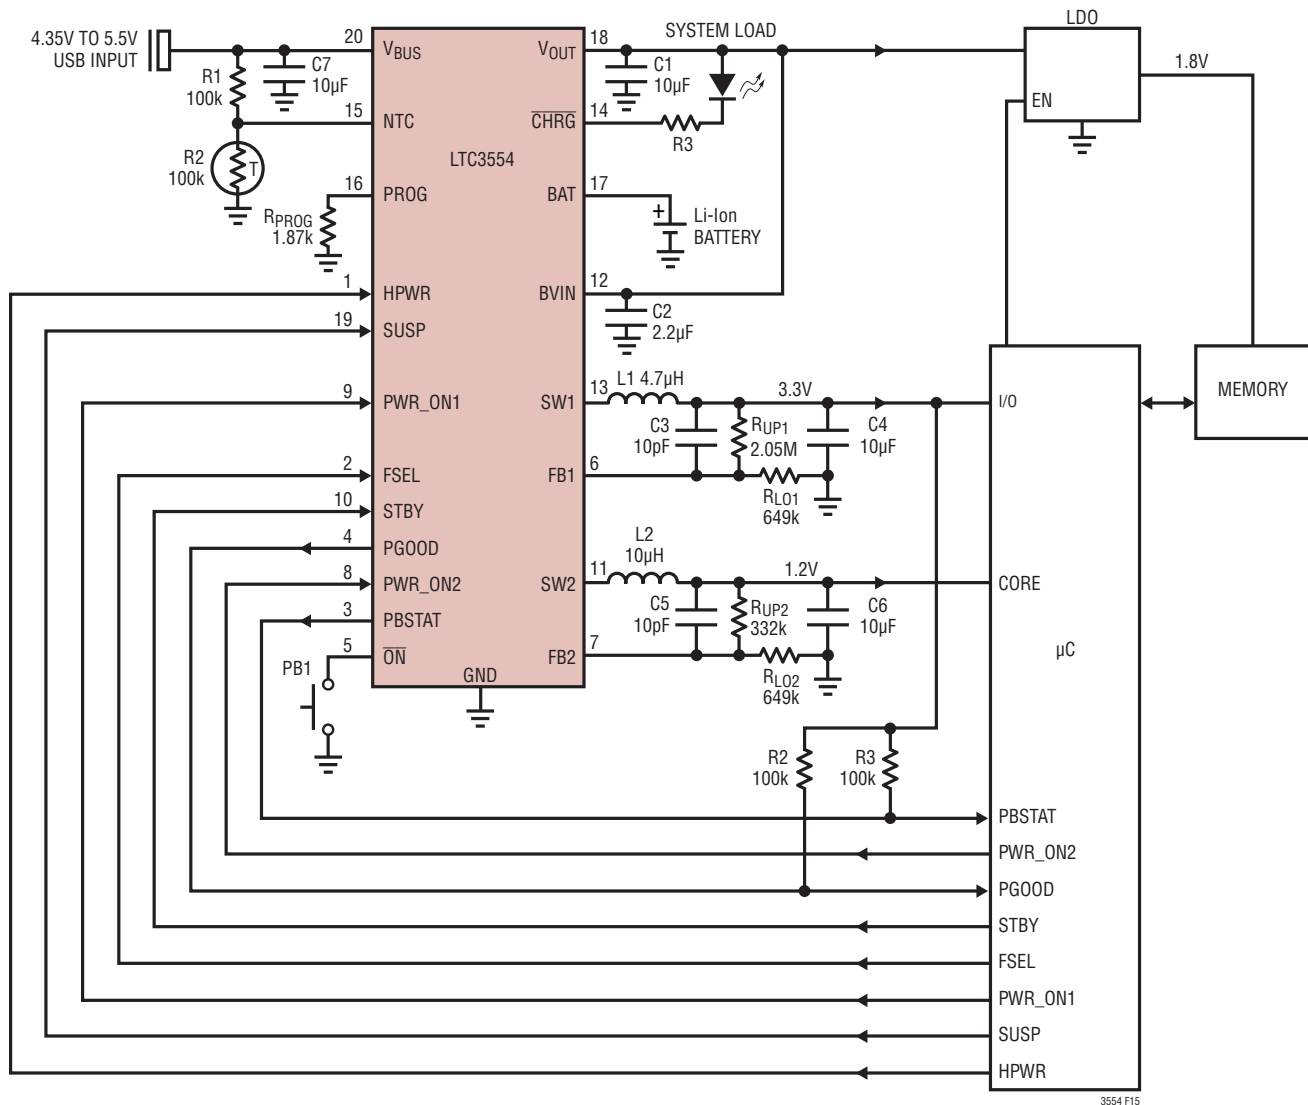 4.35V TO 5.5V
USB INPUT
R1
100k
C7
10µF
R2
100k
T
RPROG
1.87k
20
15
16
1
19
9
2
10
4
8
3
5
PB1
VBUS
NTC
PROG
HPWR
SUSP
PWR_ON1
FSEL
STBY
PGOOD
PWR_ON2
PBSTAT
ON
LTC3554
GND
VOUT
CHRG
BAT
BVIN
SW1
FB1
SW2
FB2
18
14
17
12
13
6
11
7
SYSTEM LOAD
C1
10µF
R3
+
Li-Ion
BATTERY
C2
2.2µF
L1 4.7µH
3.3V
C3
10pF
RUP1
2.05M
C4
10µF
RLO1
649k
L2
10µH
1.2V
C5
10pF
RUP2
332k
C6
10µF
RLO2
649k
R2
100k
R3
100k
LDO
EN
1.8V
MEMORY
I/O
CORE
µC
PBSTAT
PWR_ON2
PGOOD
STBY
FSEL
PWR_ON1
SUSP
HPWR
3554 F15